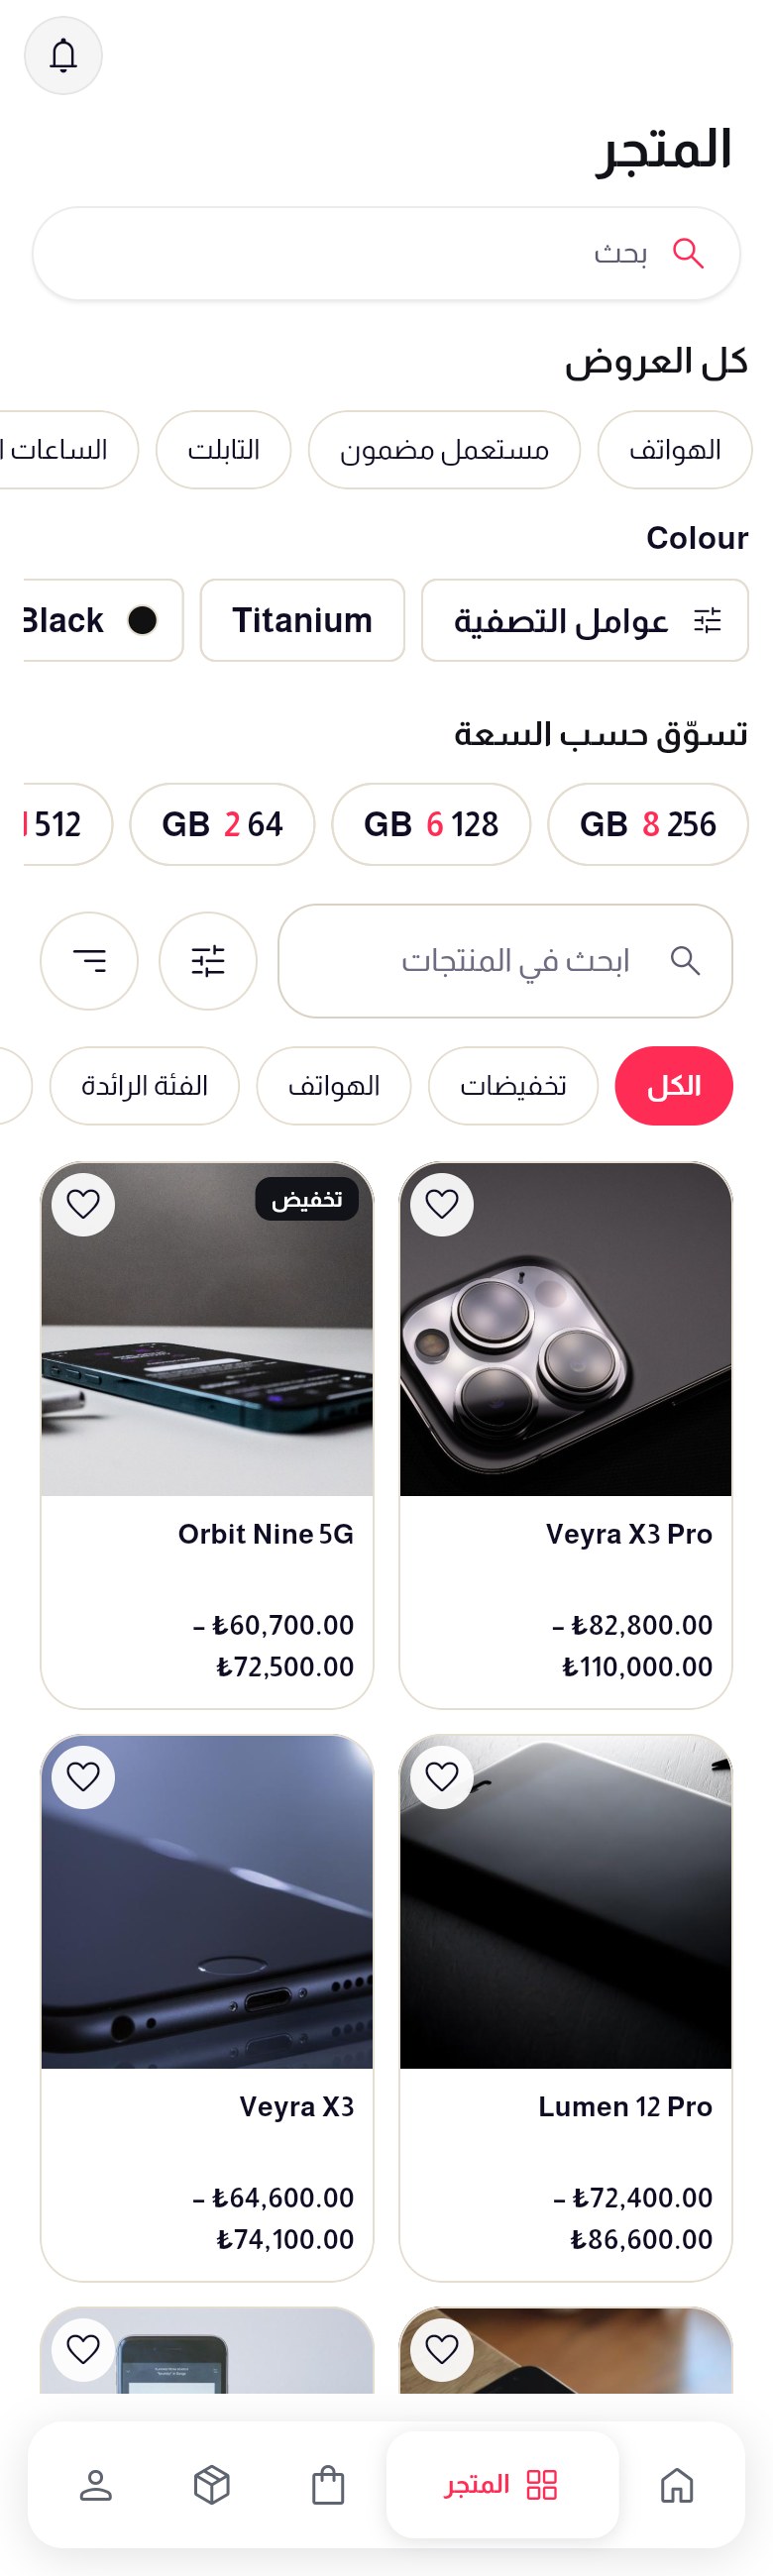 المتجر
بحث
كل العروض
الهواتف
مستعمل مضمون
التابلت
الساعات
Colour
عوامل التصفية
Titanium
Black
تسوّق حسب السعة
256 GB 8
128 GB 6
64 GB 2
512
ابحث في المنتجات
الكل
تخفيضات
الهواتف
الفئة الرائدة
Veyra X3 Pro
₺82,800.00 –
₺110,000.00
تخفيض
Orbit Nine 5G
₺60,700.00 –
₺72,500.00
Lumen 12 Pro
₺72,400.00 –
₺86,600.00
Veyra X3
₺64,600.00 –
₺74,100.00
المتجر